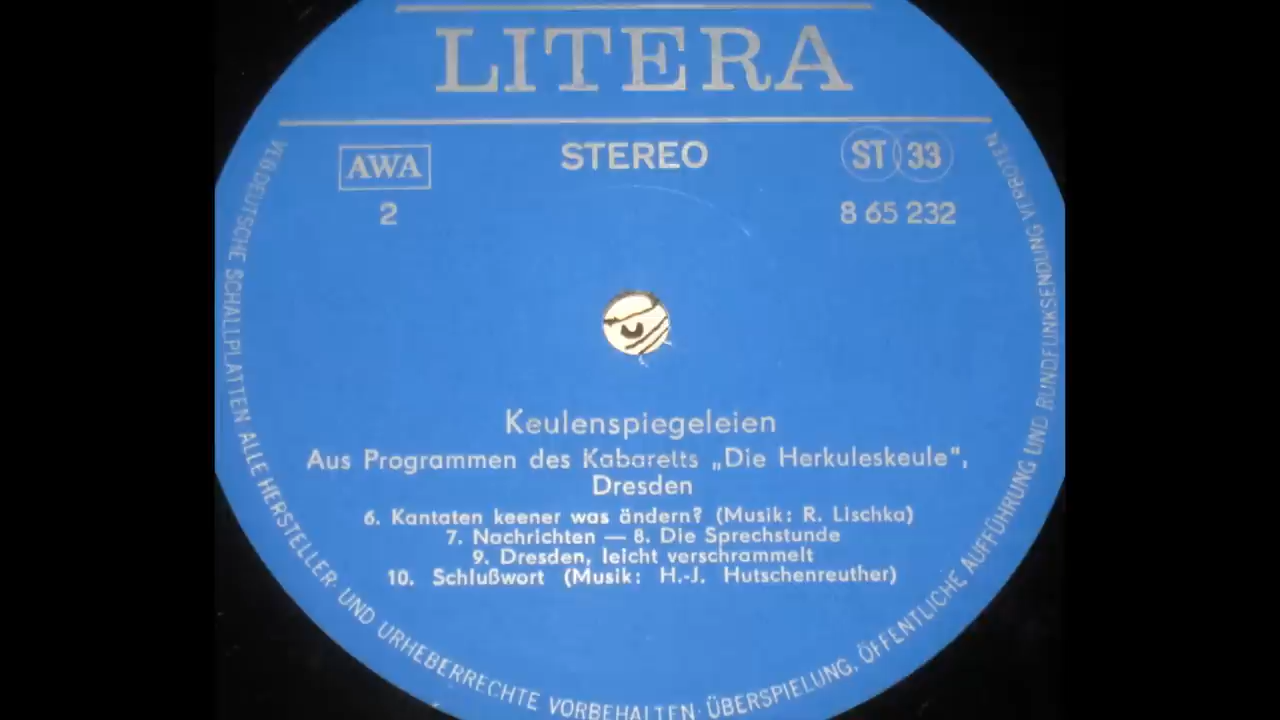 LITERA
AWA
STEREO
ST 33
2
8 65 232
Keulenspiegeleien
Aus Programmen des Kabaretts „Die Herkuleskeule“,
Dresden
6. Kantaten keener was ändern? (Musik: R. Lischka)
7. Nachrichten — 8. Die Sprechstunde
9. Dresden, leicht verschrammelt
10. Schlußwort (Musik: H.-J. Hutschenreuther)
VEB DEUTSCHE SCHALLPLATTEN ALLE HERSTELLER- UND URHEBERRECHTE VORBEHALTEN · ÜBERSPIELUNG, ÖFFENTLICHE AUFFÜHRUNG UND RUNDFUNKSENDUNG VERBOTEN